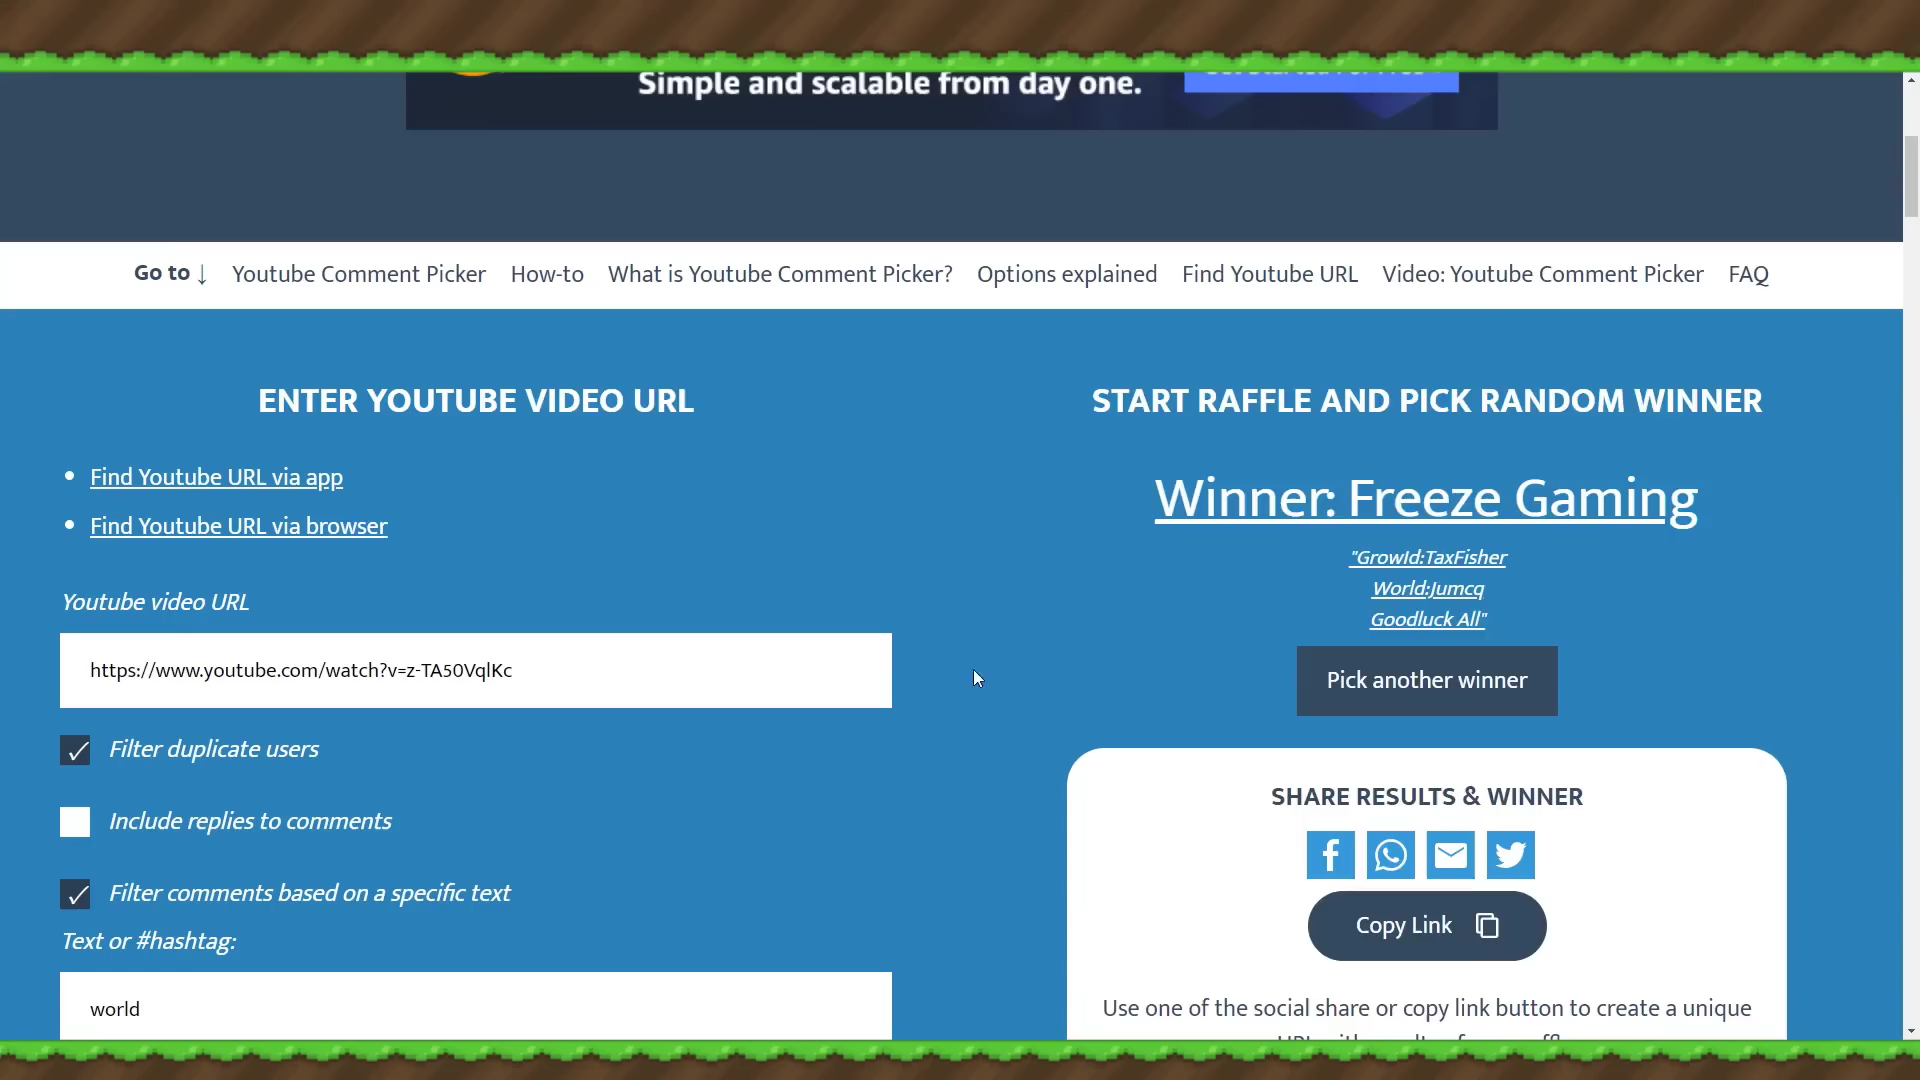 Simple and scalable from day one.
Go to ↓ Youtube Comment Picker How-to What is Youtube Comment Picker? Options explained Find Youtube URL Video: Youtube Comment Picker FAQ
ENTER YOUTUBE VIDEO URL
Find Youtube URL via app
Find Youtube URL via browser
Youtube video URL
https://www.youtube.com/watch?v=z-TA50VqlKc
Filter duplicate users
Include replies to comments
Filter comments based on a specific text
Text or #hashtag:
world
START RAFFLE AND PICK RANDOM WINNER
Winner: Freeze Gaming
"GrowId:TaxFisher
World:Jumcq
Goodluck All"
Pick another winner
SHARE RESULTS & WINNER
Copy Link
Use one of the social share or copy link button to create a unique